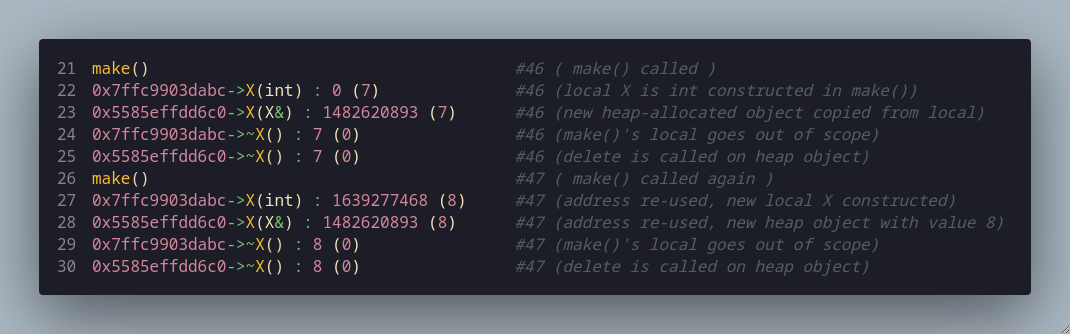 21 make() #46 ( make() called )
22 0x7ffc9903dabc->X(int) : 0 (7) #46 (local X is int constructed in make())
23 0x5585effdd6c0->X(X&) : 1482620893 (7) #46 (new heap-allocated object copied from local)
24 0x7ffc9903dabc->~X() : 7 (0) #46 (make()'s local goes out of scope)
25 0x5585effdd6c0->~X() : 7 (0) #46 (delete is called on heap object)
26 make() #47 ( make() called again )
27 0x7ffc9903dabc->X(int) : 1639277468 (8) #47 (address re-used, new local X constructed)
28 0x5585effdd6c0->X(X&) : 1482620893 (8) #47 (address re-used, new heap object with value 8)
29 0x7ffc9903dabc->~X() : 8 (0) #47 (make()'s local goes out of scope)
30 0x5585effdd6c0->~X() : 8 (0) #47 (delete is called on heap object)